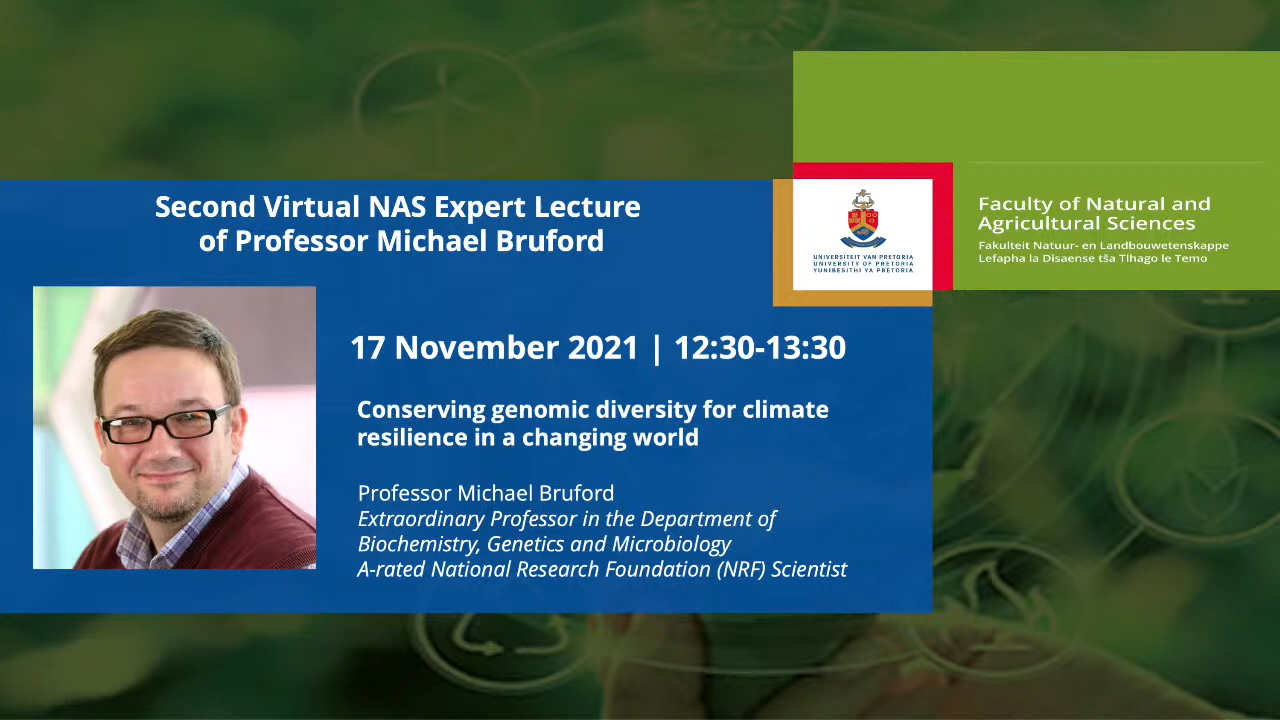 Second Virtual NAS Expert Lecture
of Professor Michael Bruford
UNIVERSITEIT VAN PRETORIA
UNIVERSITY OF PRETORIA
YUNIBESITHI YA PRETORIA
Faculty of Natural and
Agricultural Sciences
Fakulteit Natuur- en Landbouwetenskappe
Lefapha la Disaense tša Tlhago le Temo
17 November 2021 | 12:30-13:30
Conserving genomic diversity for climate
resilience in a changing world
Professor Michael Bruford
Extraordinary Professor in the Department of
Biochemistry, Genetics and Microbiology
A-rated National Research Foundation (NRF) Scientist